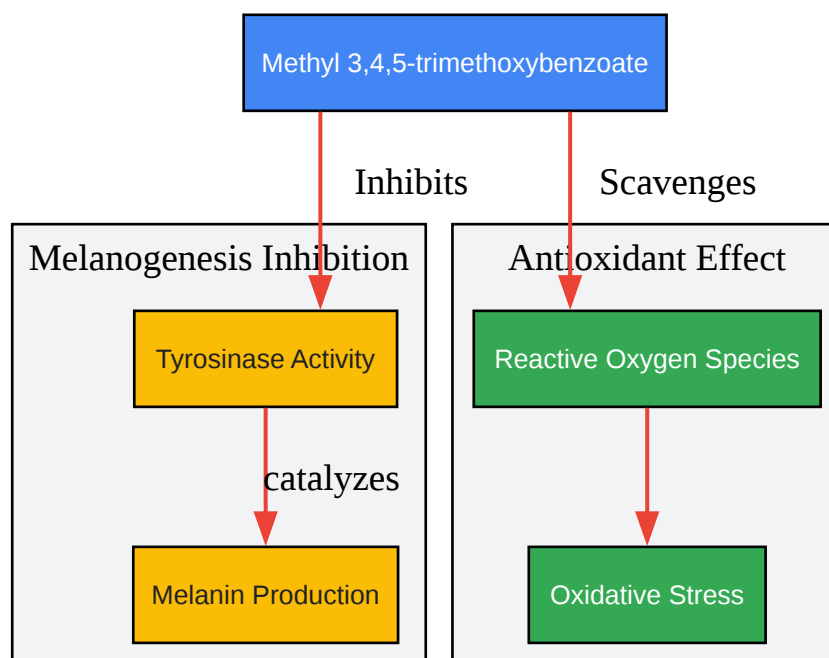 Methyl 3,4,5-trimethoxybenzoate
Inhibits
Scavenges
Melanogenesis Inhibition
Antioxidant Effect
Tyrosinase Activity
Reactive Oxygen Species
catalyzes
Melanin Production
Oxidative Stress